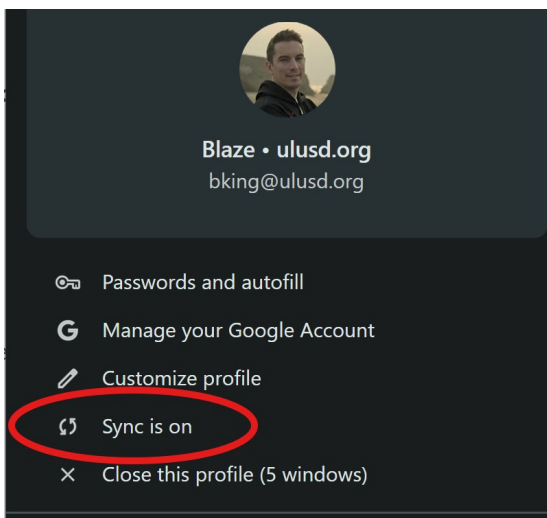 Blaze • ulusd.org
bking@ulusd.org
Passwords and autofill
Manage your Google Account
Customize profile
Sync is on
Close this profile (5 windows)